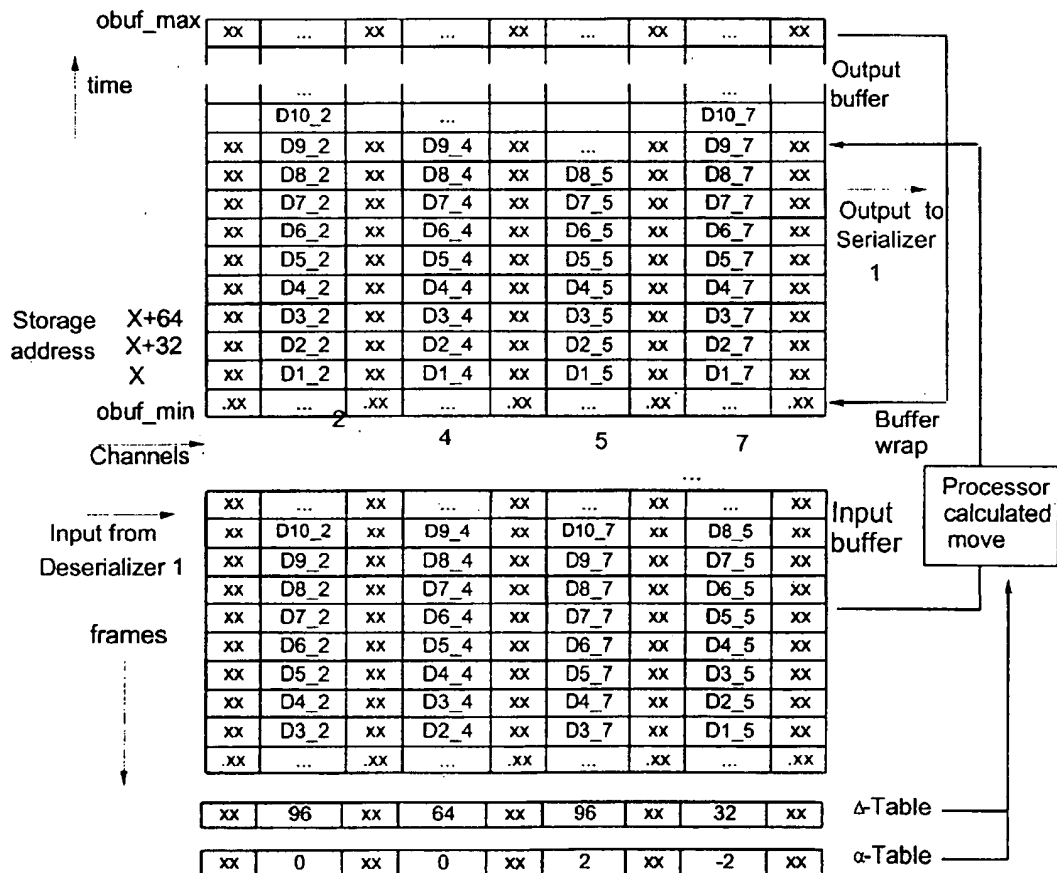 obuf_max xx ... xx ... xx ... xx ... xx
time
Output
buffer
... ...
D10_2 ... D10_7
xx D9_2 xx D9_4 xx ... xx D9_7 xx
xx D8_2 xx D8_4 xx D8_5 xx D8_7 xx
xx D7_2 xx D7_4 xx D7_5 xx D7_7 xx
xx D6_2 xx D6_4 xx D6_5 xx D6_7 xx
xx D5_2 xx D5_4 xx D5_5 xx D5_7 xx
xx D4_2 xx D4_4 xx D4_5 xx D4_7 xx
Output to
Serializer
1
Storage
address
X+64 xx D3_2 xx D3_4 xx D3_5 xx D3_7 xx
X+32 xx D2_2 xx D2_4 xx D2_5 xx D2_7 xx
X xx D1_2 xx D1_4 xx D1_5 xx D1_7 xx
obuf_min .xx ... .xx ... .xx ... .xx ... .xx
Buffer
wrap
Channels 2 4 5 7
...
Processor
calculated
move
Input from
Deserializer 1
Input
buffer
xx ... xx ... xx ... xx ... xx
xx D10_2 xx D9_4 xx D10_7 xx D8_5 xx
xx D9_2 xx D8_4 xx D9_7 xx D7_5 xx
xx D8_2 xx D7_4 xx D8_7 xx D6_5 xx
frames
xx D7_2 xx D6_4 xx D7_7 xx D5_5 xx
xx D6_2 xx D5_4 xx D6_7 xx D4_5 xx
xx D5_2 xx D4_4 xx D5_7 xx D3_5 xx
xx D4_2 xx D3_4 xx D4_7 xx D2_5 xx
xx D3_2 xx D2_4 xx D3_7 xx D1_5 xx
.xx ... .xx ... .xx ... .xx ... .xx
xx 96 xx 64 xx 96 xx 32 xx Δ-Table
xx 0 xx 0 xx 2 xx -2 xx α-Table